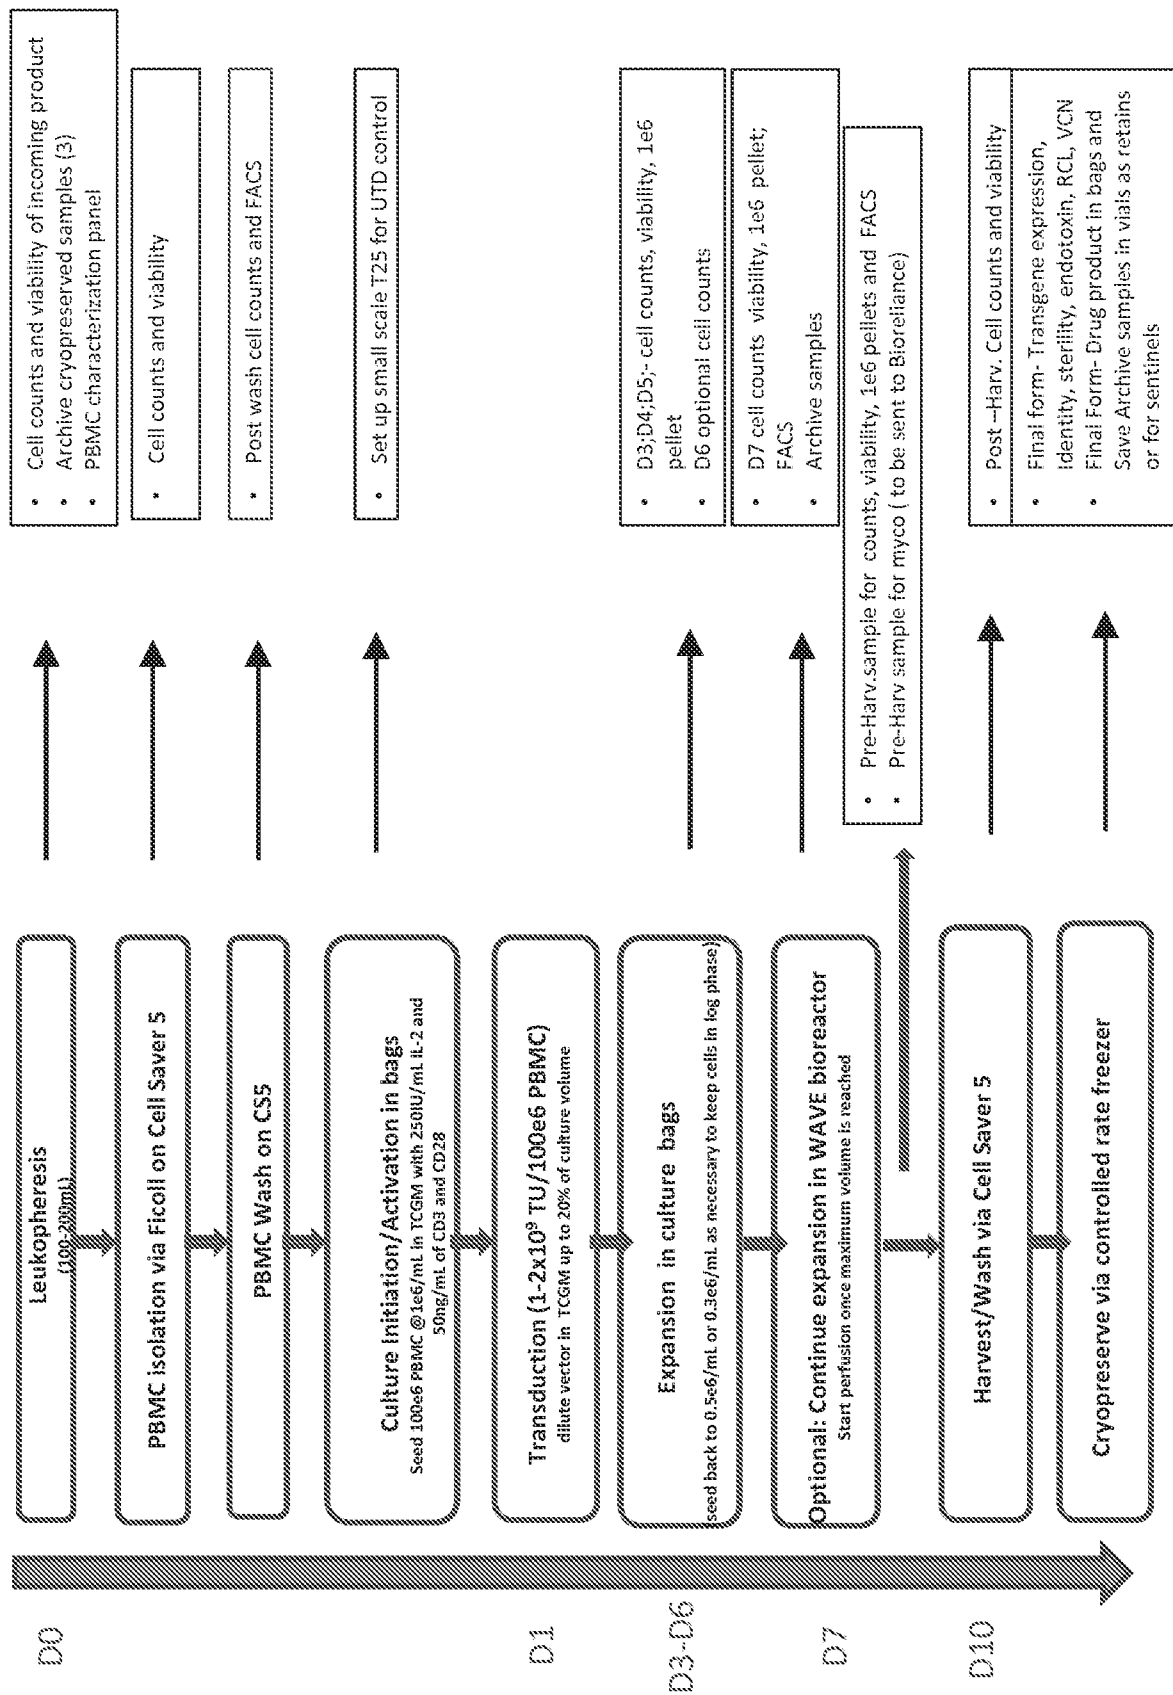 D0
Leukopheresis
(100-200mL)
• Cell counts and viability of incoming product
• Archive cryopreserved samples (3)
• PBMC characterization panel
PBMC isolation via Ficoll on Cell Saver 5
• Cell counts and viability
PBMC Wash on CS5
• Post wash cell counts and FACS
Culture Initiation/Activation in bags
Seed 100e6 PBMC @1e6/mL in TCGM with 250IU/mL IL-2 and
50ng/mL of CD3 and CD28
• Set up small scale T25 for UTD control
D1
Transduction (1-2x10⁹ TU/100e6 PBMC)
dilute vector in TCGM up to 20% of culture volume
D3-D6
Expansion in culture bags
(seed back to 0.5e6/mL or 0.3e6/mL as necessary to keep cells in log phase)
• D3;D4;D5;- cell counts, viability, 1e6
pellet
• D6 optional cell counts
D7
Optional: Continue expansion in WAVE bioreactor
Start perfusion once maximum volume is reached
• D7 cell counts viability, 1e6 pellet;
FACS
• Archive samples
• Pre-Harv.sample for counts, viability, 1e6 pellets and FACS
• Pre-Harv sample for myco ( to be sent to Bioreliance)
D10
Harvest/Wash via Cell Saver 5
• Post –Harv. Cell counts and viability
Cryopreserve via controlled rate freezer
• Final form- Transgene expression,
Identity, sterility, endotoxin, RCL, VCN
• Final Form- Drug product in bags and
Save Archive samples in vials as retains
or for sentinels